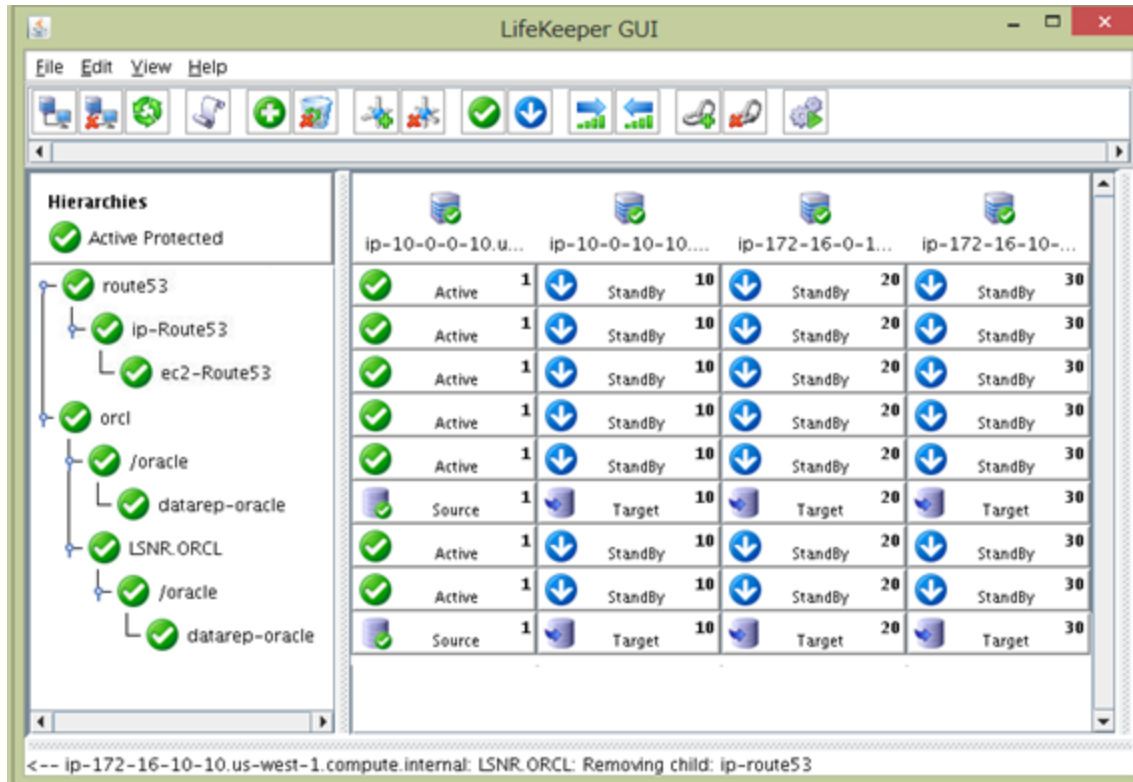 LifeKeeper GUI
File Edit View Help
Hierarchies
Active Protected
ip-10-0-0-10.u... ip-10-0-10-10.... ip-172-16-0-1... ip-172-16-10-...
route53 Active 1 StandBy 10 StandBy 20 StandBy 30
ip-Route53 Active 1 StandBy 10 StandBy 20 StandBy 30
ec2-Route53 Active 1 StandBy 10 StandBy 20 StandBy 30
orcl Active 1 StandBy 10 StandBy 20 StandBy 30
/oracle Active 1 StandBy 10 StandBy 20 StandBy 30
datarep-oracle Source 1 Target 10 Target 20 Target 30
LSNR.ORCL Active 1 StandBy 10 StandBy 20 StandBy 30
/oracle Active 1 StandBy 10 StandBy 20 StandBy 30
datarep-oracle Source 1 Target 10 Target 20 Target 30
<-- ip-172-16-10-10.us-west-1.compute.internal: LSNR.ORCL: Removing child: ip-route53